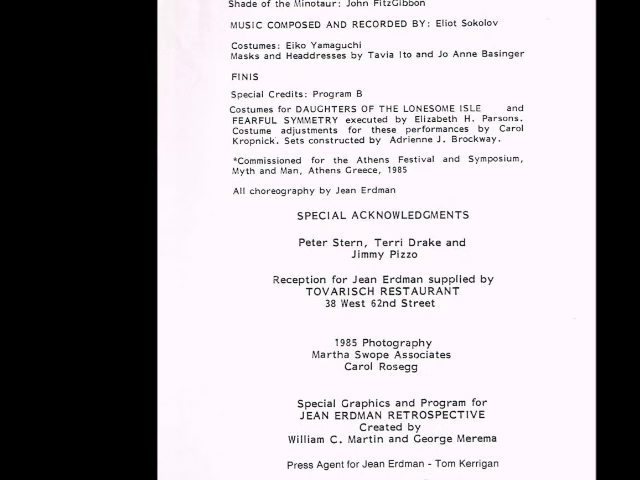 Shade of the Minotaur: John FitzGibbon
MUSIC COMPOSED AND RECORDED BY: Eliot Sokolov
Costumes: Eiko Yamaguchi
Masks and Headdresses by Tavia Ito and Jo Anne Basinger
FINIS
Special Credits: Program B
Costumes for DAUGHTERS OF THE LONESOME ISLE and
FEARFUL SYMMETRY executed by Elizabeth H. Parsons.
Costume adjustments for these performances by Carol
Kropnick. Sets constructed by Adrienne J. Brockway.
*Commissioned for the Athens Festival and Symposium,
Myth and Man, Athens Greece, 1985
All choreography by Jean Erdman
SPECIAL ACKNOWLEDGMENTS
Peter Stern, Terri Drake and
Jimmy Pizzo
Reception for Jean Erdman supplied by
TOVARISCH RESTAURANT
38 West 62nd Street
1985 Photography
Martha Swope Associates
Carol Rosegg
Special Graphics and Program for
JEAN ERDMAN RETROSPECTIVE
Created by
William C. Martin and George Merema
Press Agent for Jean Erdman - Tom Kerrigan